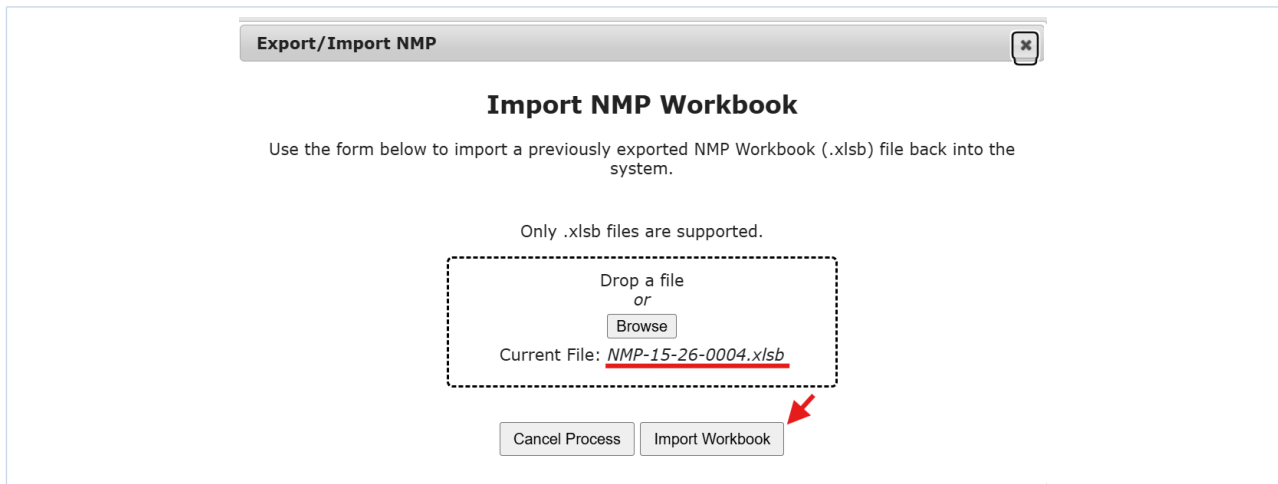 Export/Import NMP
Import NMP Workbook
Use the form below to import a previously exported NMP Workbook (.xlsb) file back into the
system.
Only .xlsb files are supported.
Drop a file
or
Browse
Current File: NMP-15-26-0004.xlsb
Cancel Process Import Workbook